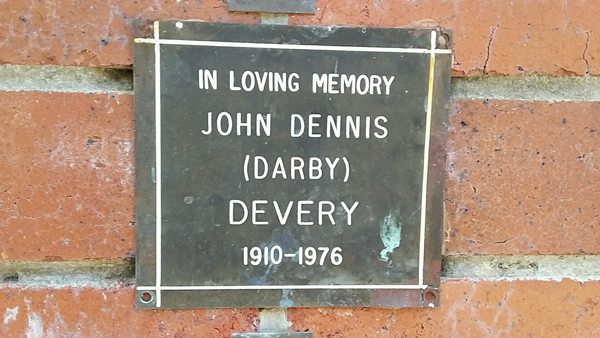 IN LOVING MEMORY
JOHN DENNIS
(DARBY)
DEVERY
1910-1976